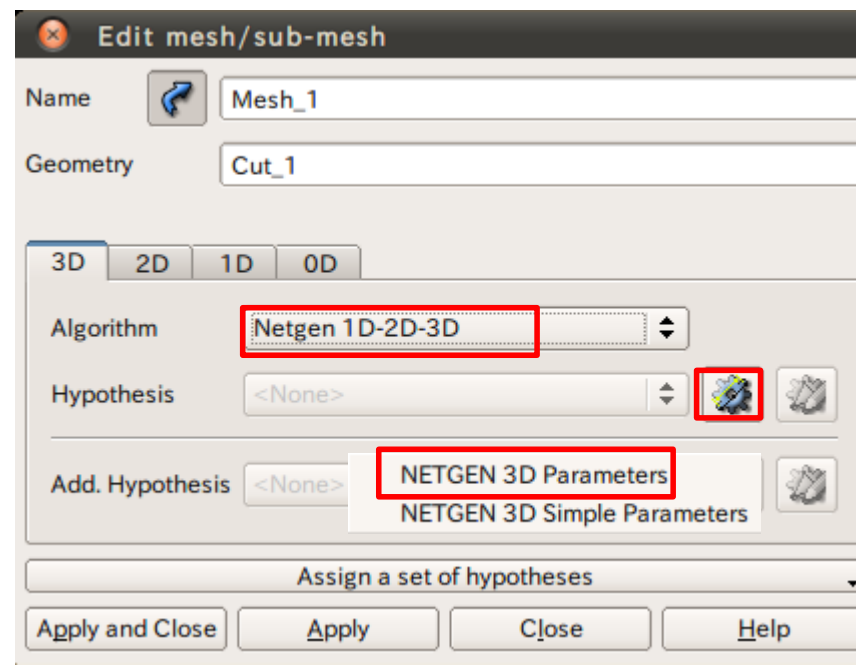 Edit mesh/sub-mesh
Name Mesh_1
Geometry Cut_1
3D 2D 1D 0D
Algorithm Netgen 1D-2D-3D
Hypothesis <None>
Add. Hypothesis <None>
NETGEN 3D Parameters
NETGEN 3D Simple Parameters
Assign a set of hypotheses
Apply and Close Apply Close Help